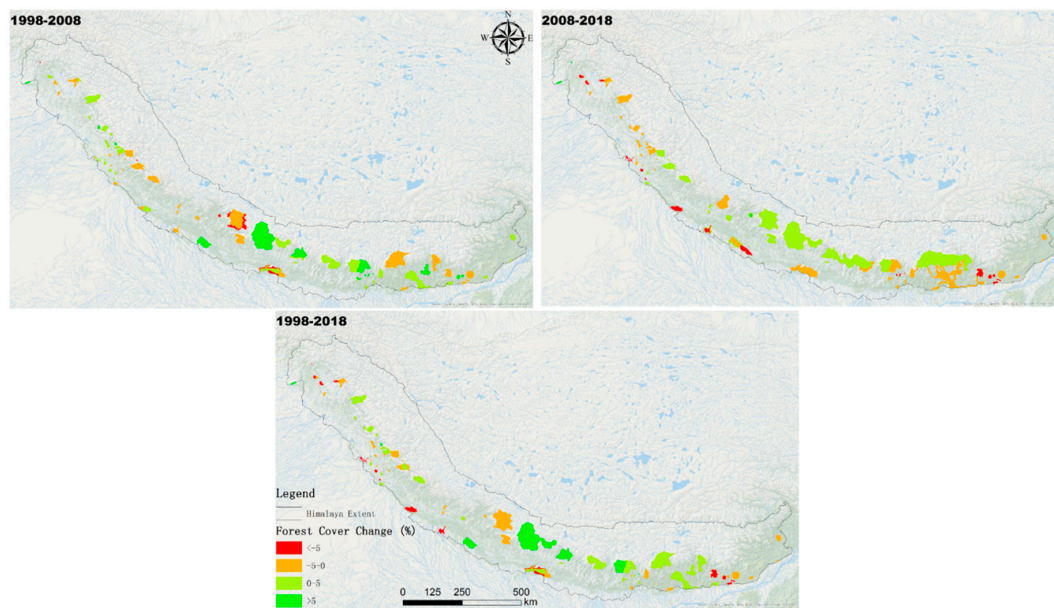 1998-2008
N
W E
S
2008-2018
1998-2018
Legend
Himalaya Extent
Forest Cover Change (%)
<-5
-5-0
0-5
>5
0 125 250 500
km